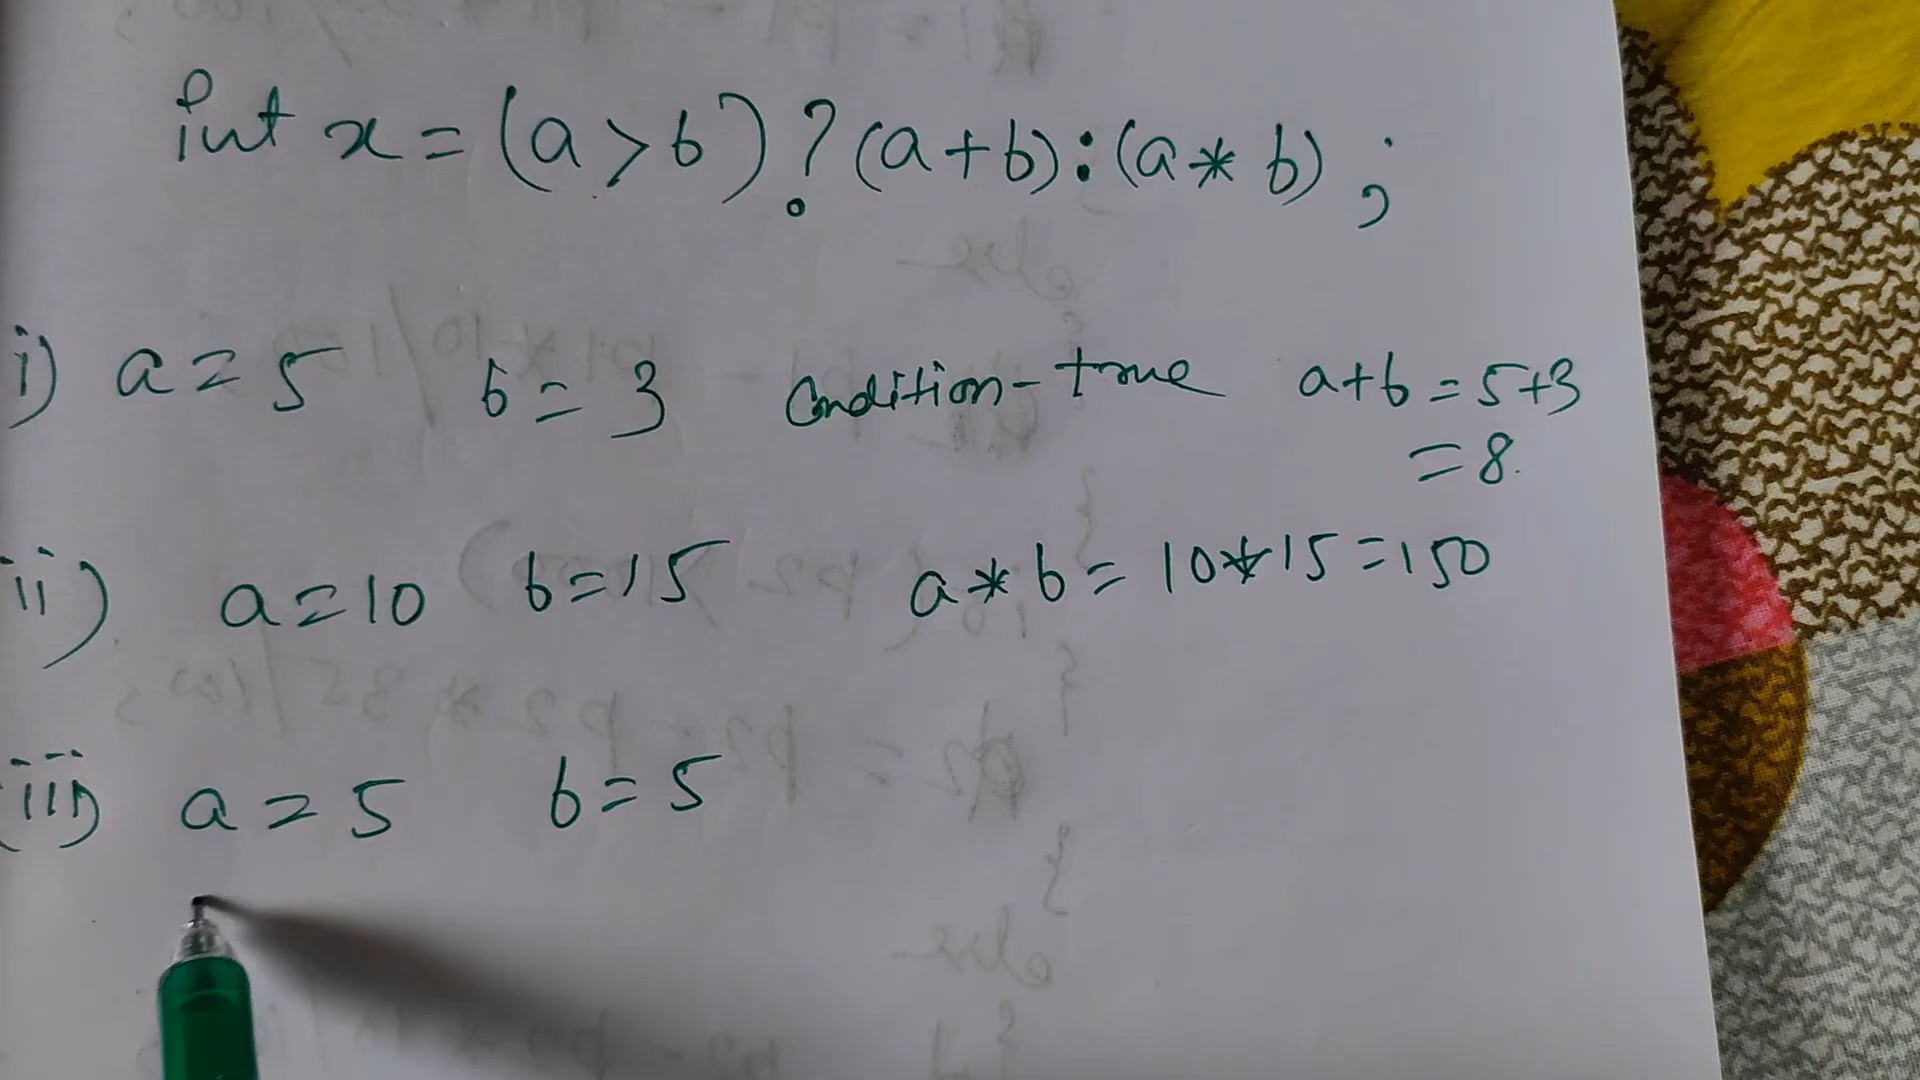 int x = (a > b) ? (a + b) : (a * b) ;
i) a = 5 b = 3 Condition - true a + b = 5 + 3
= 8.
ii) a = 10 b = 15 a * b = 10 * 15 = 150
iii) a = 5 b = 5